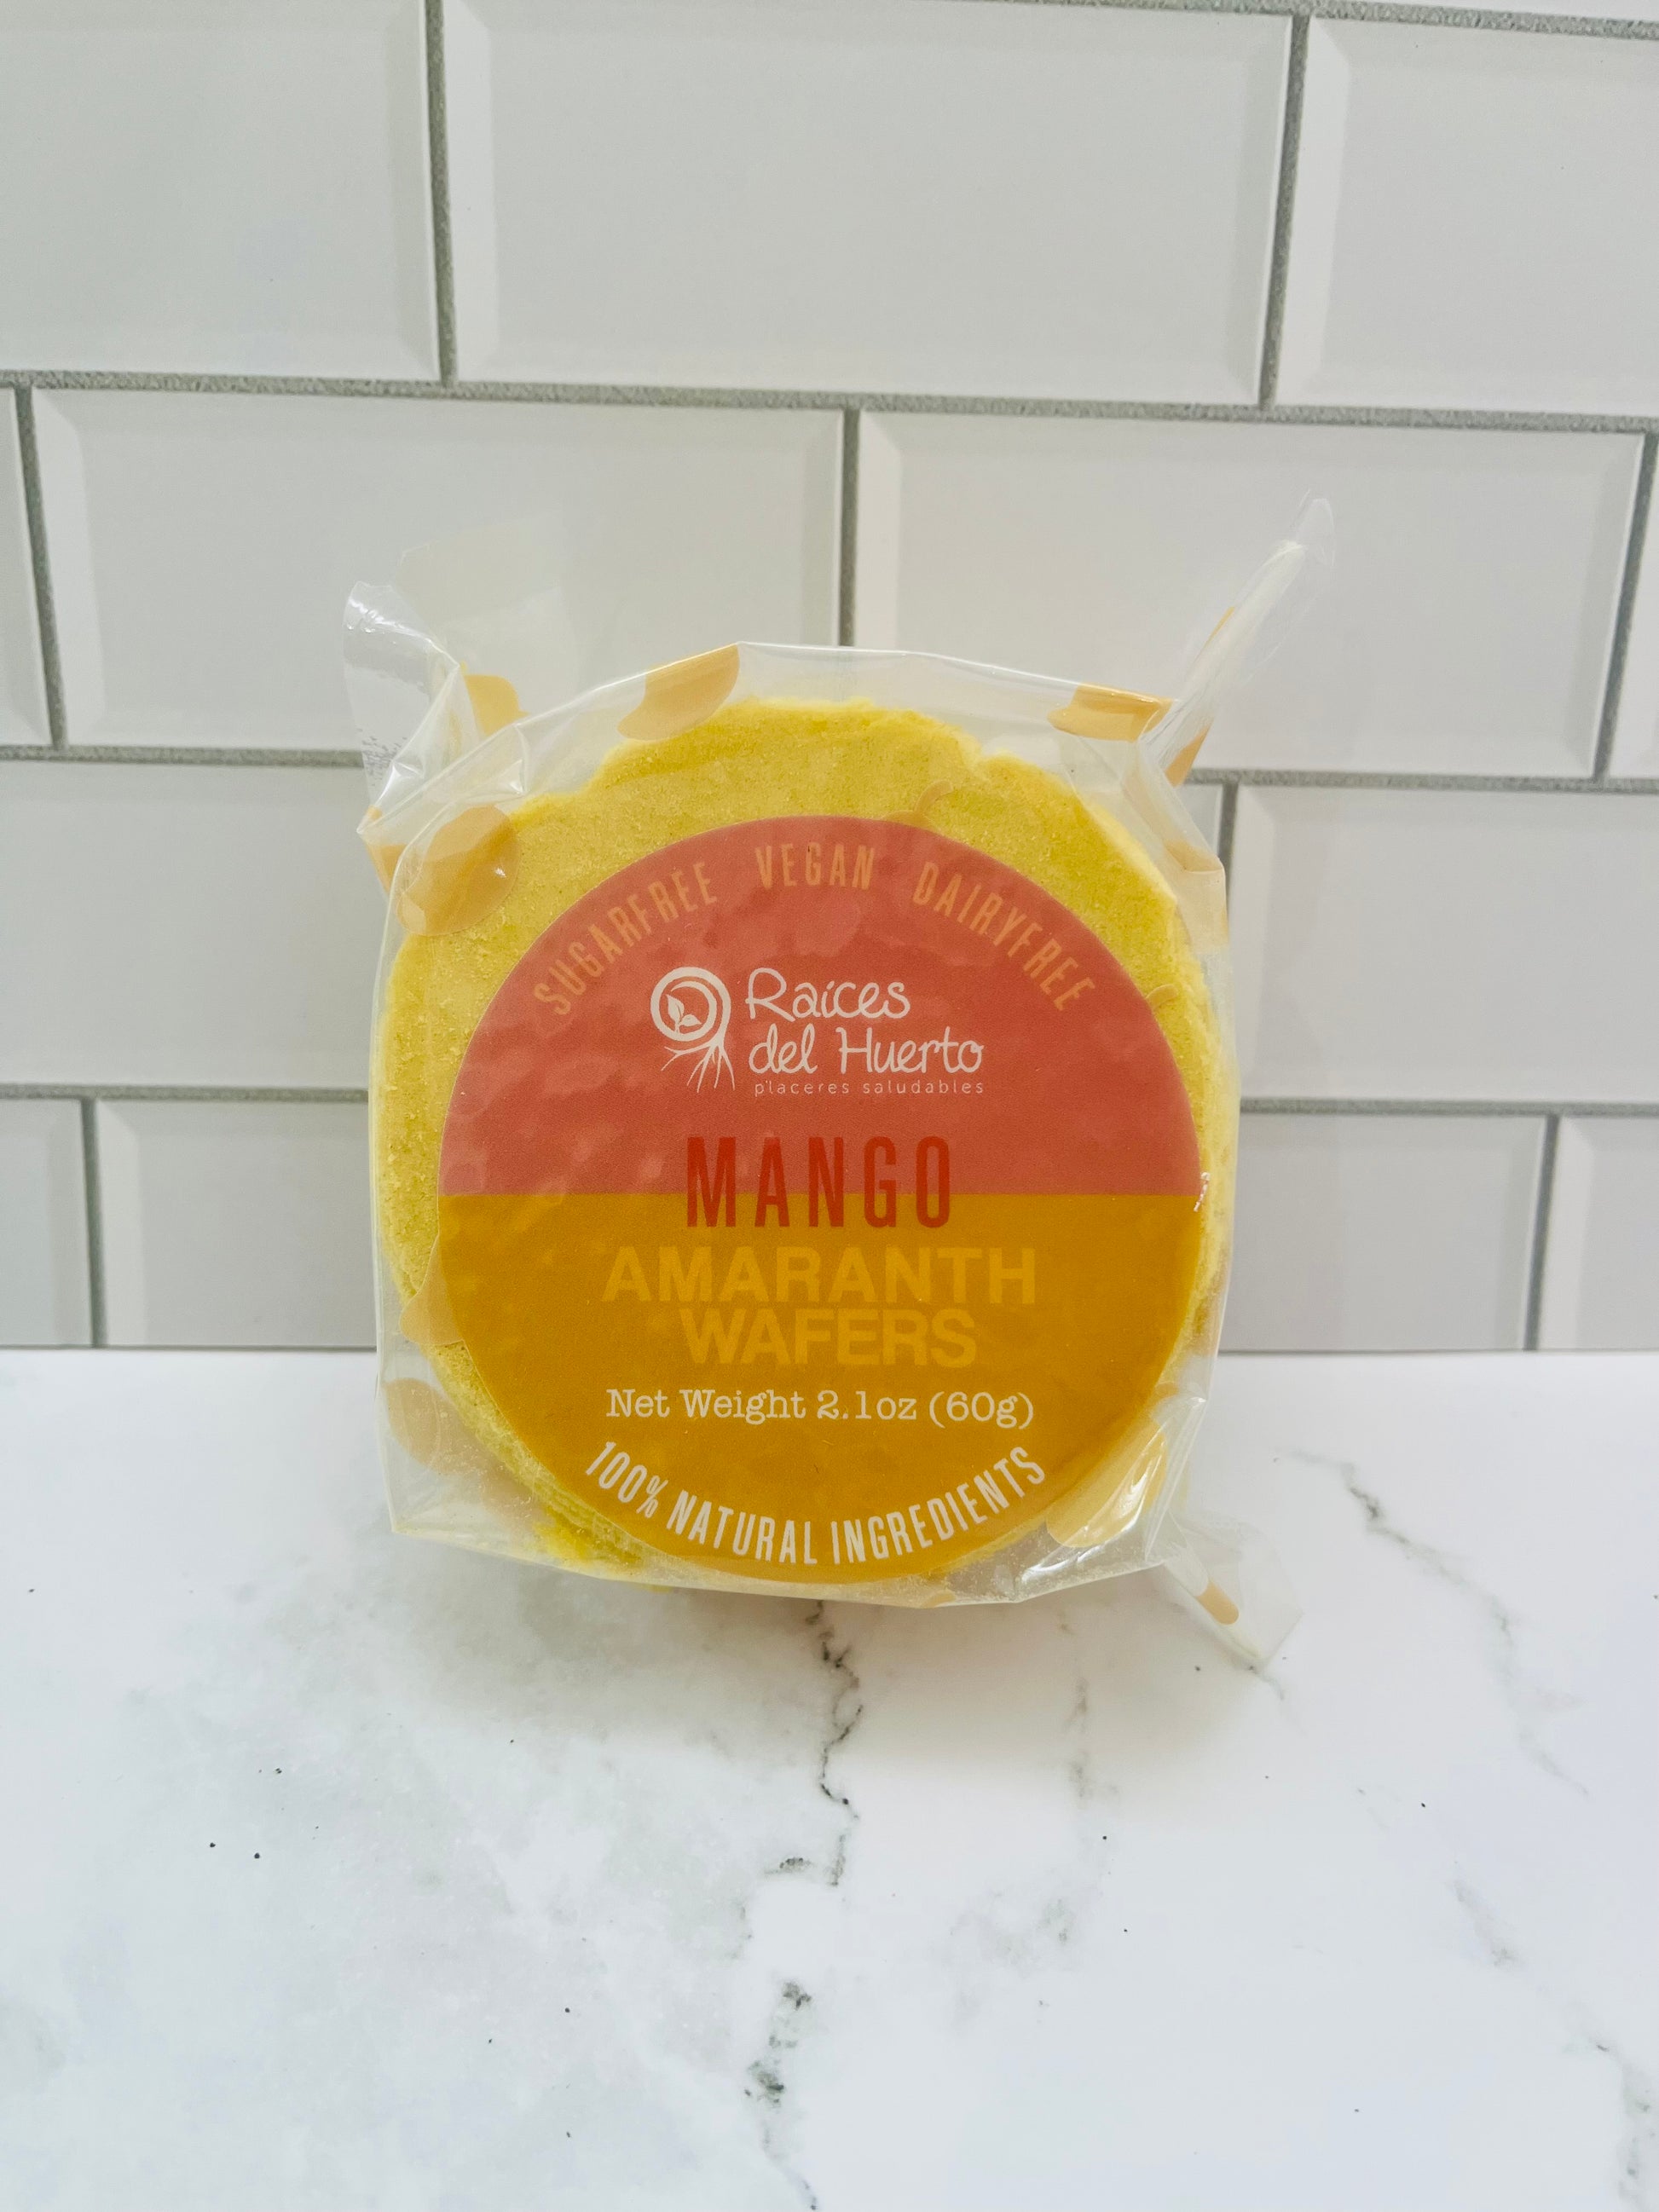 SUGARFREE VEGAN DAIRYFREE
Raíces
del Huerto
placeres saludables
MANGO
AMARANTH
WAFERS
Net Weight 2.1oz (60g)
100% NATURAL INGREDIENTS